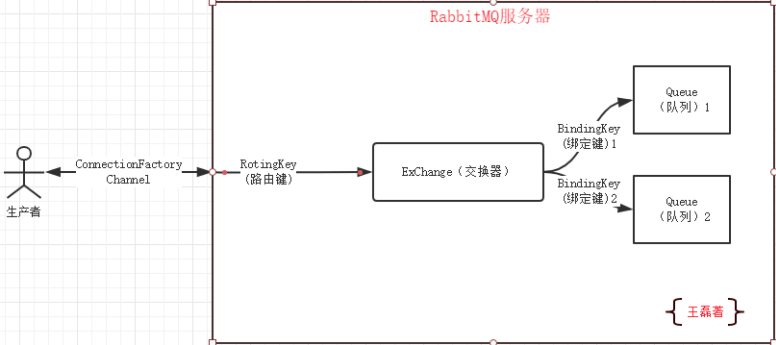 RabbitMQ服务器
Queue
(队列) 1
BindingKey
(绑定键)1
ConnectionFactory
Channel
RotingKey
(路由键)
ExChange (交换器)
BindingKey
(绑定键)2
Queue
(队列) 2
生产者
王磊著